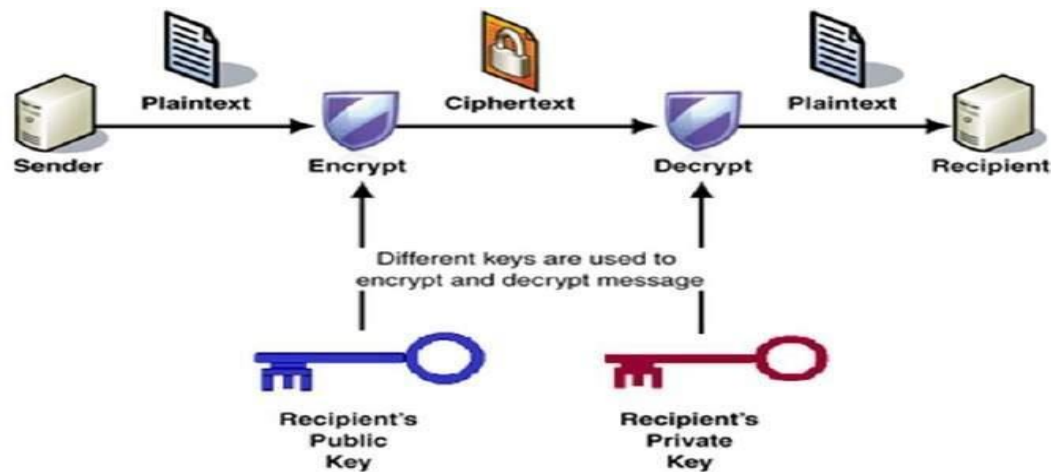 Plaintext
Ciphertext
Plaintext
Sender
Encrypt
Decrypt
Recipient
Different keys are used to
encrypt and decrypt message
Recipient's
Public
Key
Recipient's
Private
Key